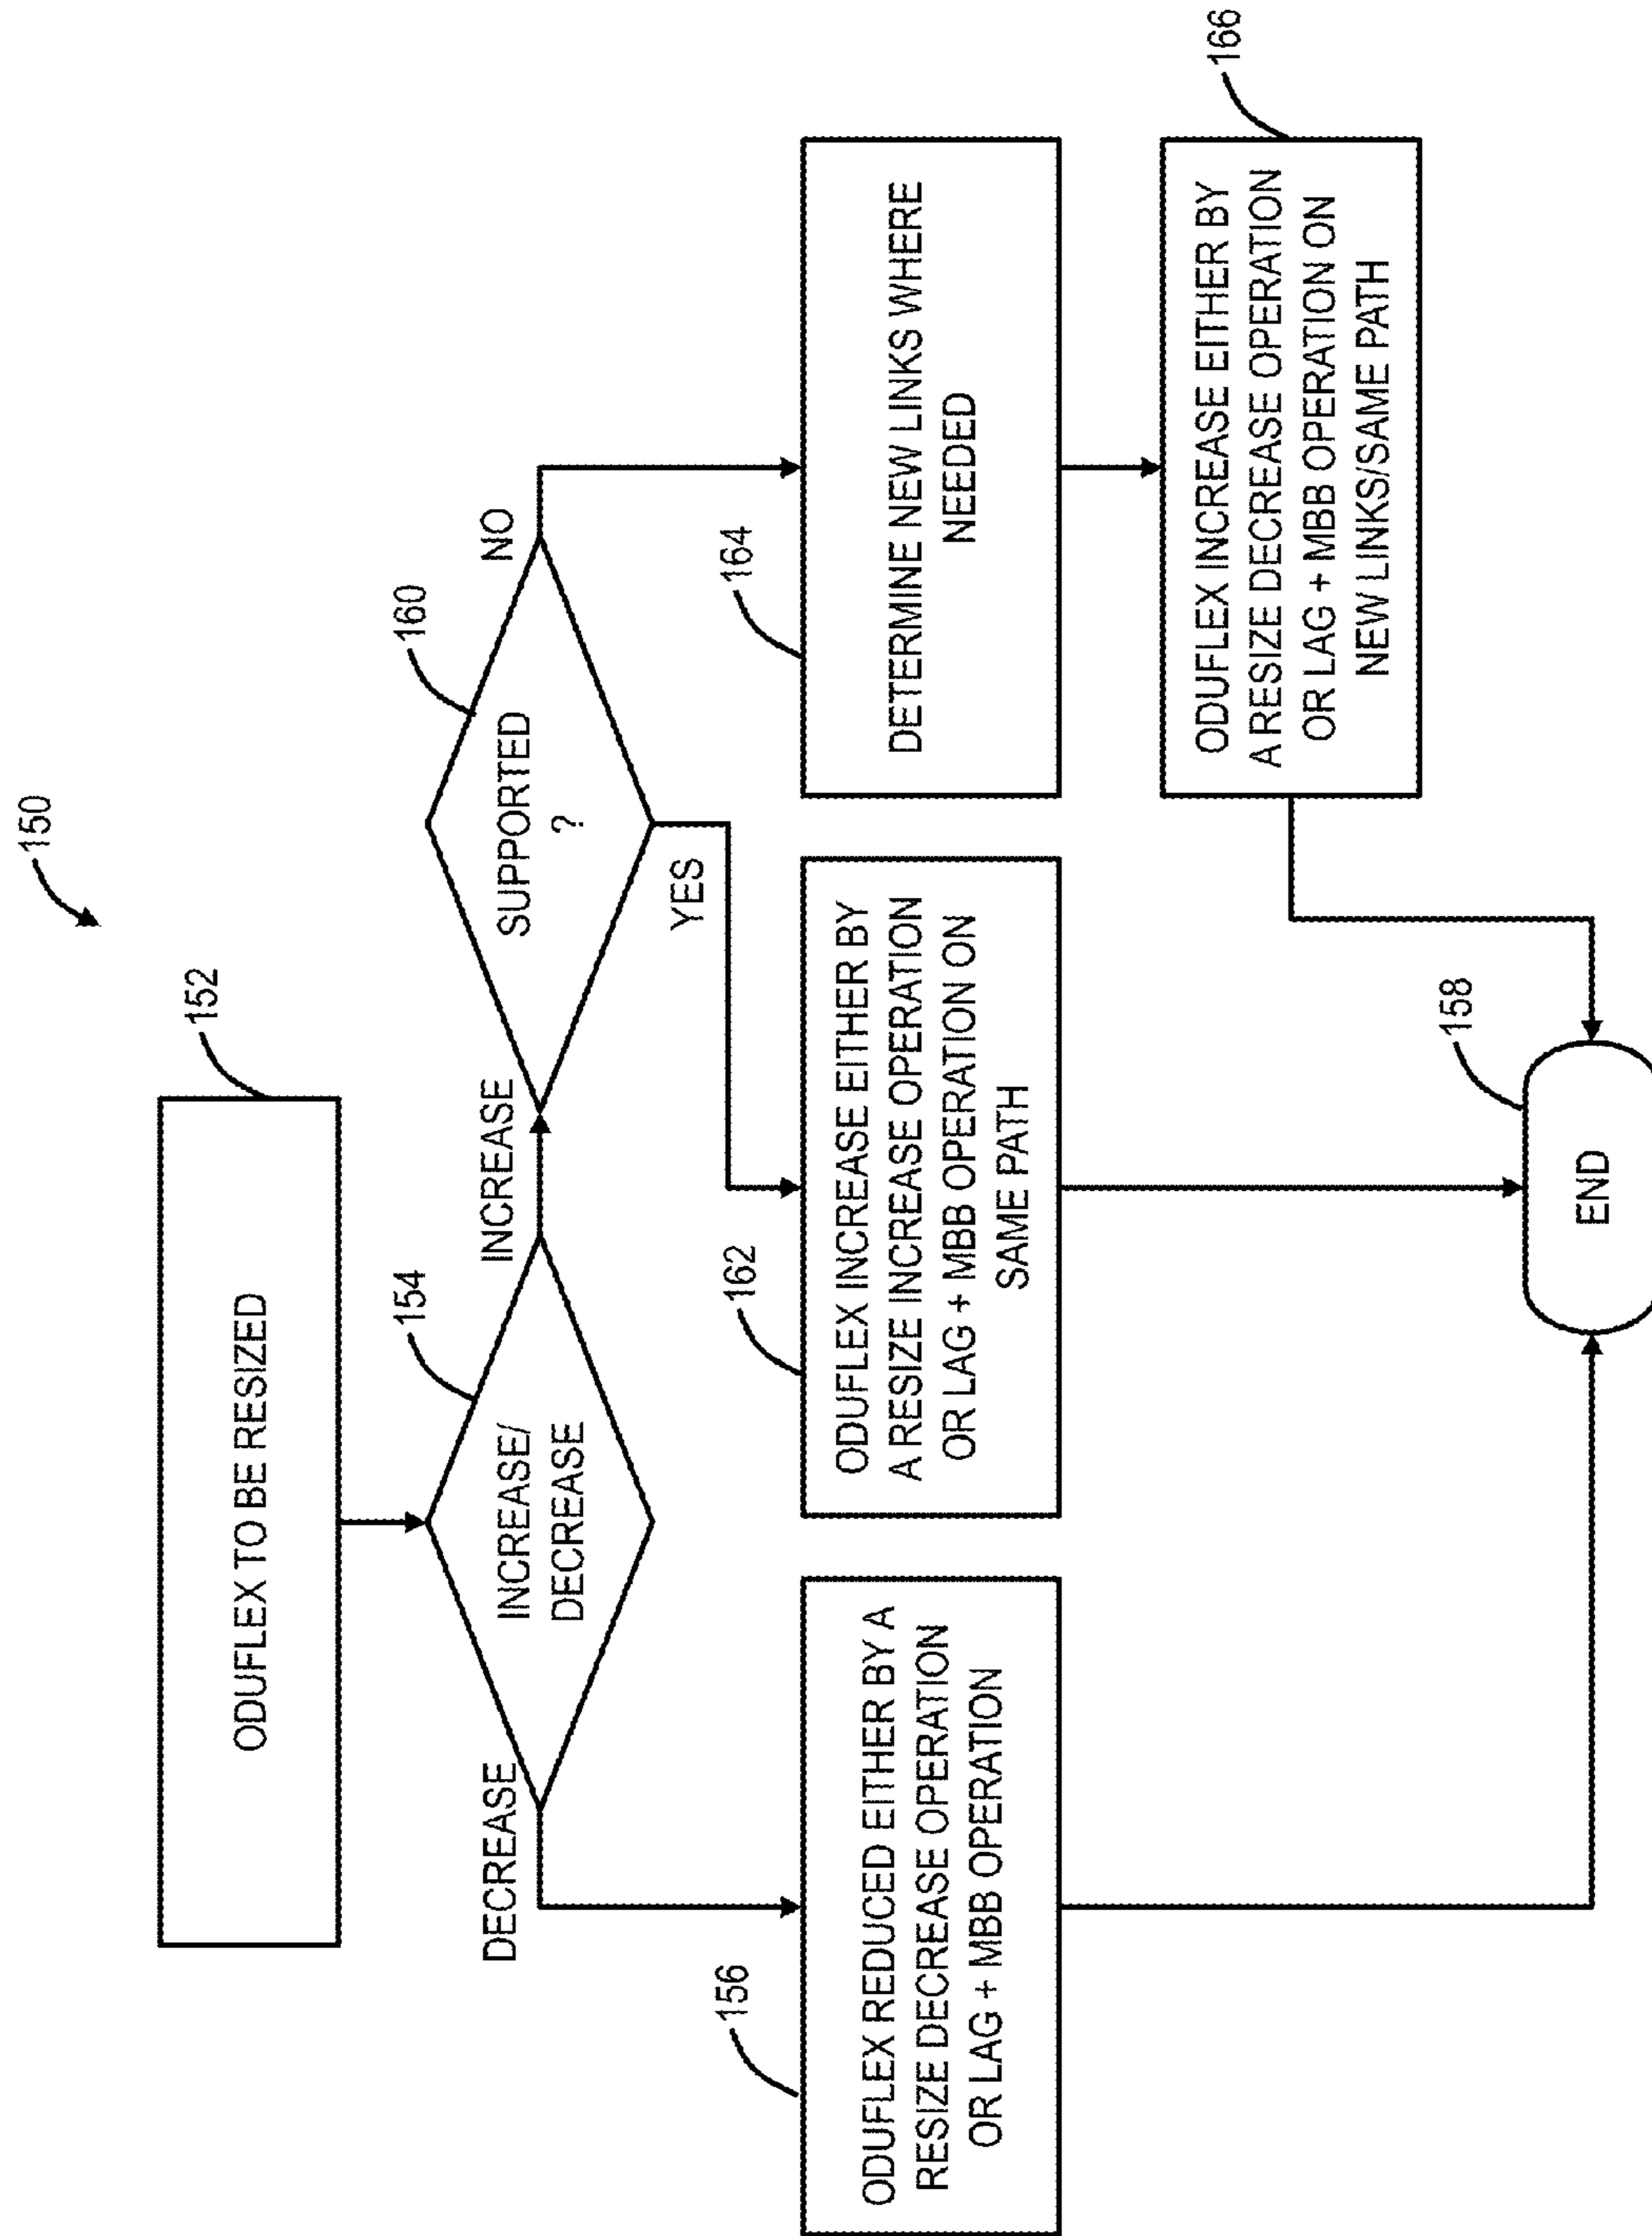 150
152
ODUFLEX TO BE RESIZED
154
INCREASE/
DECREASE
DECREASE
INCREASE
160
SUPPORTED
?
NO
YES
156
ODUFLEX REDUCED EITHER BY A
RESIZE DECREASE OPERATION
OR LAG + MBB OPERATION
162
ODUFLEX INCREASE EITHER BY
A RESIZE INCREASE OPERATION
OR LAG + MBB OPERATION ON
SAME PATH
164
DETERMINE NEW LINKS WHERE
NEEDED
166
ODUFLEX INCREASE EITHER BY
A RESIZE DECREASE OPERATION
OR LAG + MBB OPERATION ON
NEW LINKS/SAME PATH
158
END